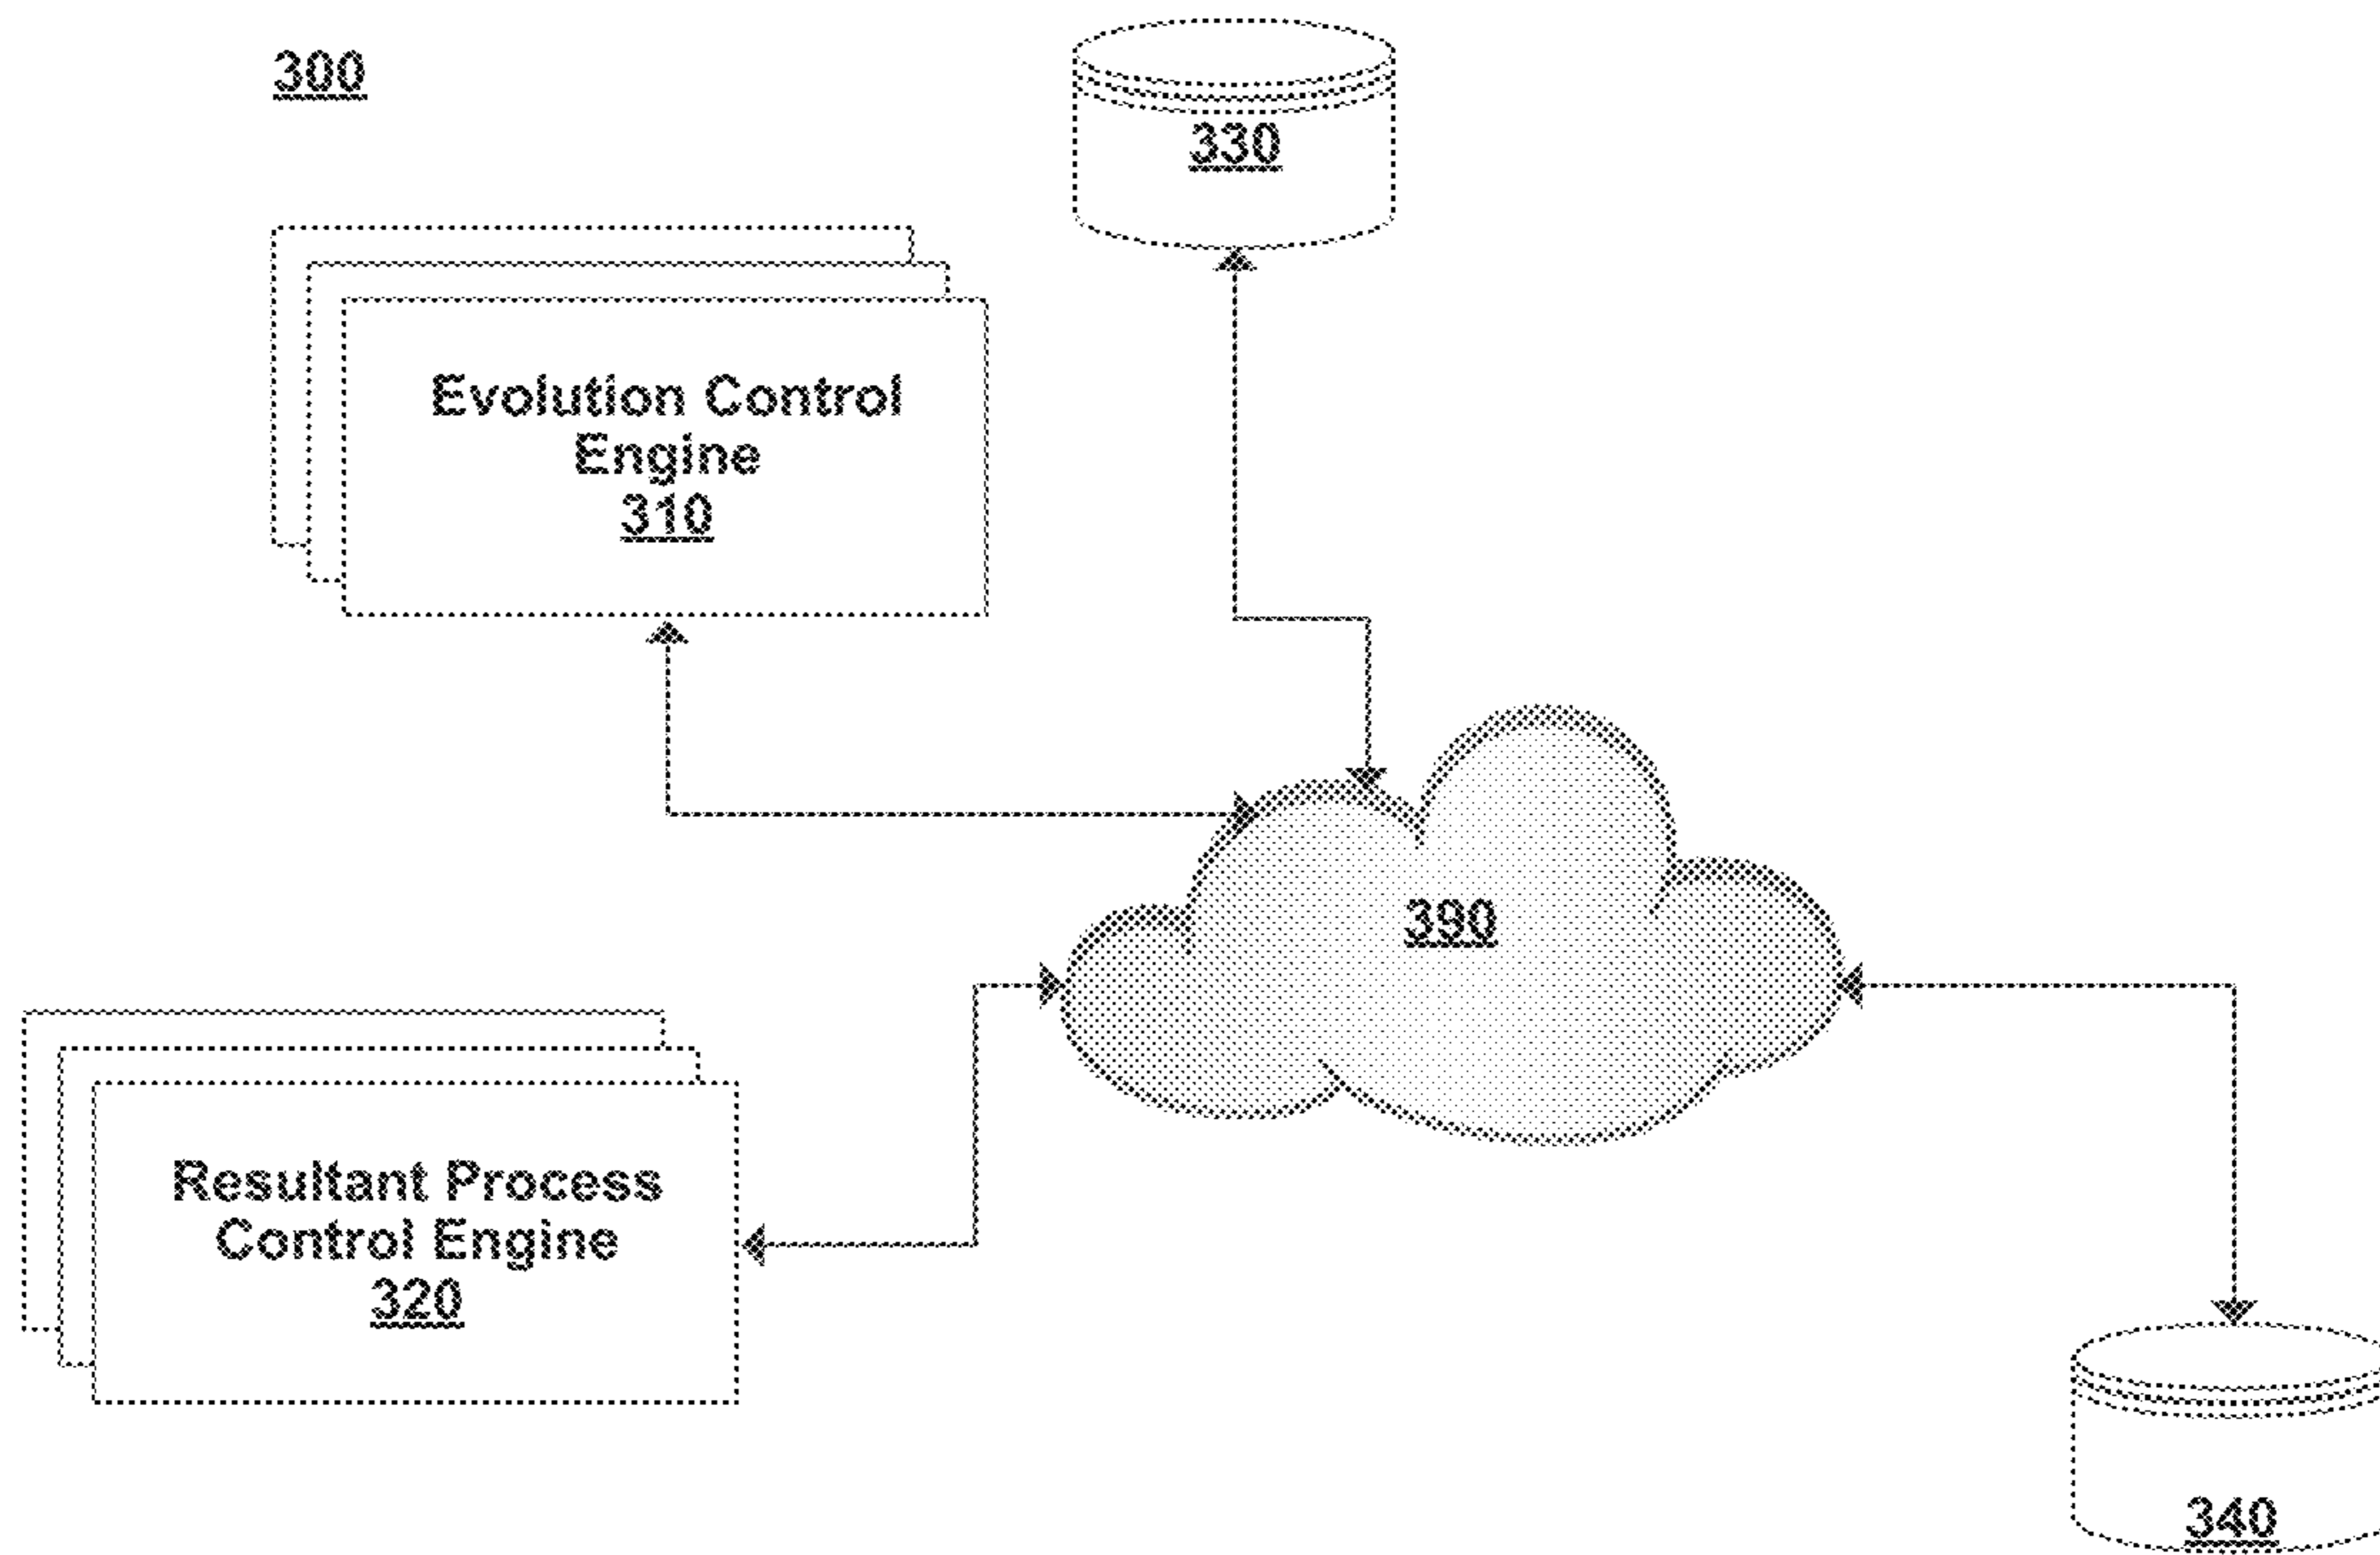 300
330
Evolution Control
Engine
310
390
Resultant Process
Control Engine
320
340